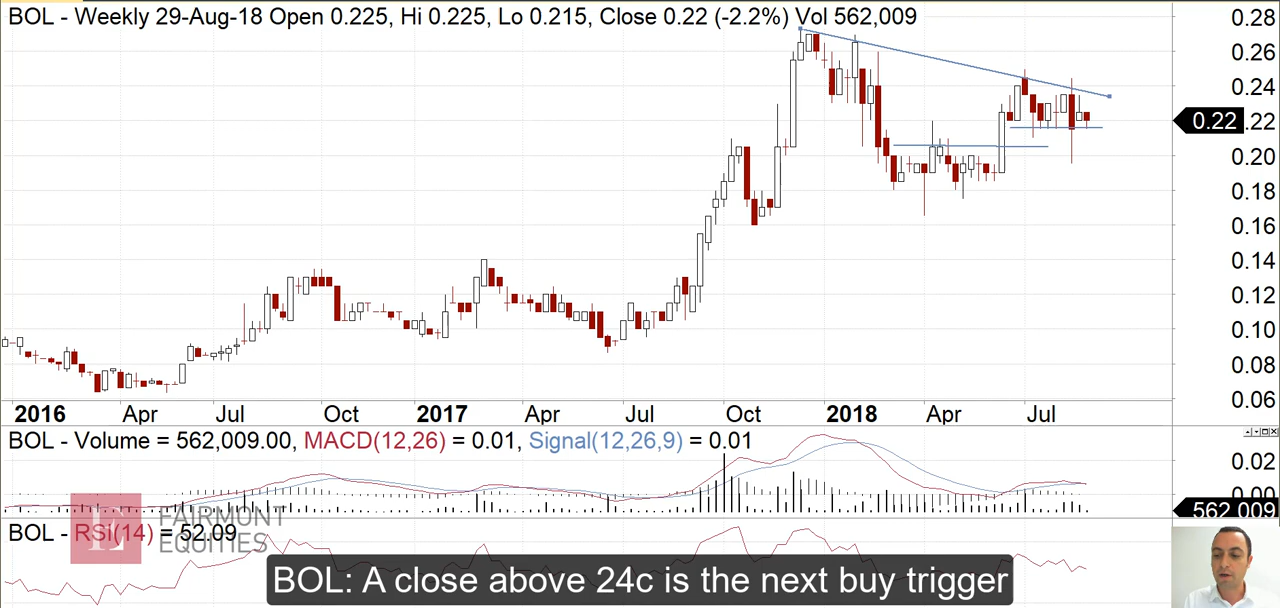 BOL - Weekly 29-Aug-18 Open 0.225, Hi 0.225, Lo 0.215, Close 0.22 (-2.2%) Vol 562,009
0.28
0.26
0.24
0.22
.22
0.20
0.18
0.16
0.14
0.12
0.10
0.08
0.06
2016 Apr Jul Oct 2017 Apr Jul Oct 2018 Apr Jul
BOL - Volume = 562,009.00, MACD(12,26) = 0.01, Signal(12,26,9) = 0.01
0.02
0.00
562,009
BOL - RSi(14) = 52.09
E
FAIRMONT
EQUITIES
BOL: A close above 24c is the next buy trigger